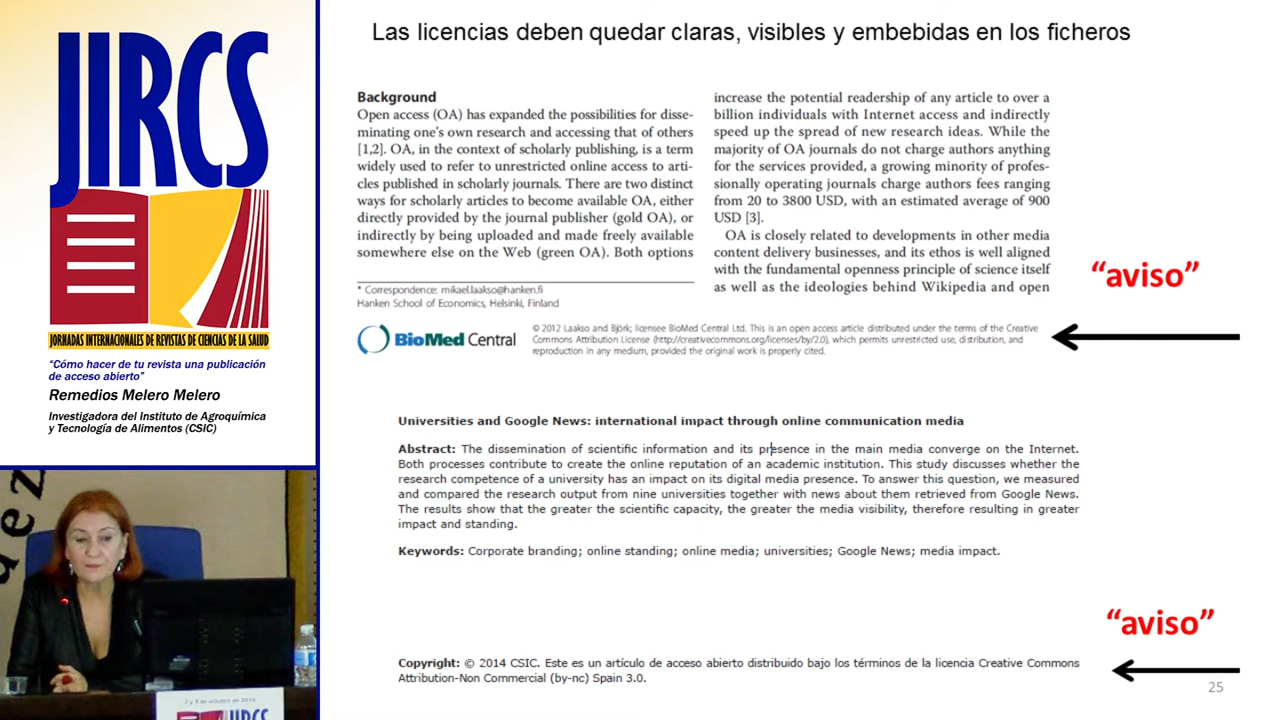 JIRCS
JORNADAS INTERNACIONALES DE REVISTAS DE CIENCIAS DE LA SALUD
“Cómo hacer de tu revista una publicación
de acceso abierto”
Remedios Melero Melero
Investigadora del Instituto de Agroquímica
y Tecnología de Alimentos (CSIC)
Las licencias deben quedar claras, visibles y embebidas en los ficheros
Background
Open access (OA) has expanded the possibilities for disse-
minating one's own research and accessing that of others
[1,2]. OA, in the context of scholarly publishing, is a term
widely used to refer to unrestricted online access to arti-
cles published in scholarly journals. There are two distinct
ways for scholarly articles to become available OA, either
directly provided by the journal publisher (gold OA), or
indirectly by being uploaded and made freely available
somewhere else on the Web (green OA). Both options
* Correspondence: mikael.laakso@hanken.fi
Hanken School of Economics, Helsinki, Finland
increase the potential readership of any article to over a
billion individuals with Internet access and indirectly
speed up the spread of new research ideas. While the
majority of OA journals do not charge authors anything
for the services provided, a growing minority of profes-
sionally operating journals charge authors fees ranging
from 20 to 3800 USD, with an estimated average of 900
USD [3].
OA is closely related to developments in other media
content delivery businesses, and its ethos is well aligned
with the fundamental openness principle of science itself
as well as the ideologies behind Wikipedia and open
“aviso”
BioMed Central
© 2012 Laakso and Björk; licensee BioMed Central Ltd. This is an open access article distributed under the terms of the Creative
Commons Attribution License (http://creativecommons.org/licenses/by/2.0), which permits unrestricted use, distribution, and
reproduction in any medium, provided the original work is properly cited.
Universities and Google News: international impact through online communication media
Abstract: The dissemination of scientific information and its presence in the main media converge on the Internet.
Both processes contribute to create the online reputation of an academic institution. This study discusses whether the
research competence of a university has an impact on its digital media presence. To answer this question, we measured
and compared the research output from nine universities together with news about them retrieved from Google News.
The results show that the greater the scientific capacity, the greater the media visibility, therefore resulting in greater
impact and standing.
Keywords: Corporate branding; online standing; online media; universities; Google News; media impact.
“aviso”
Copyright: © 2014 CSIC. Este es un artículo de acceso abierto distribuido bajo los términos de la licencia Creative Commons
Attribution-Non Commercial (by-nc) Spain 3.0.
25
JIRCS